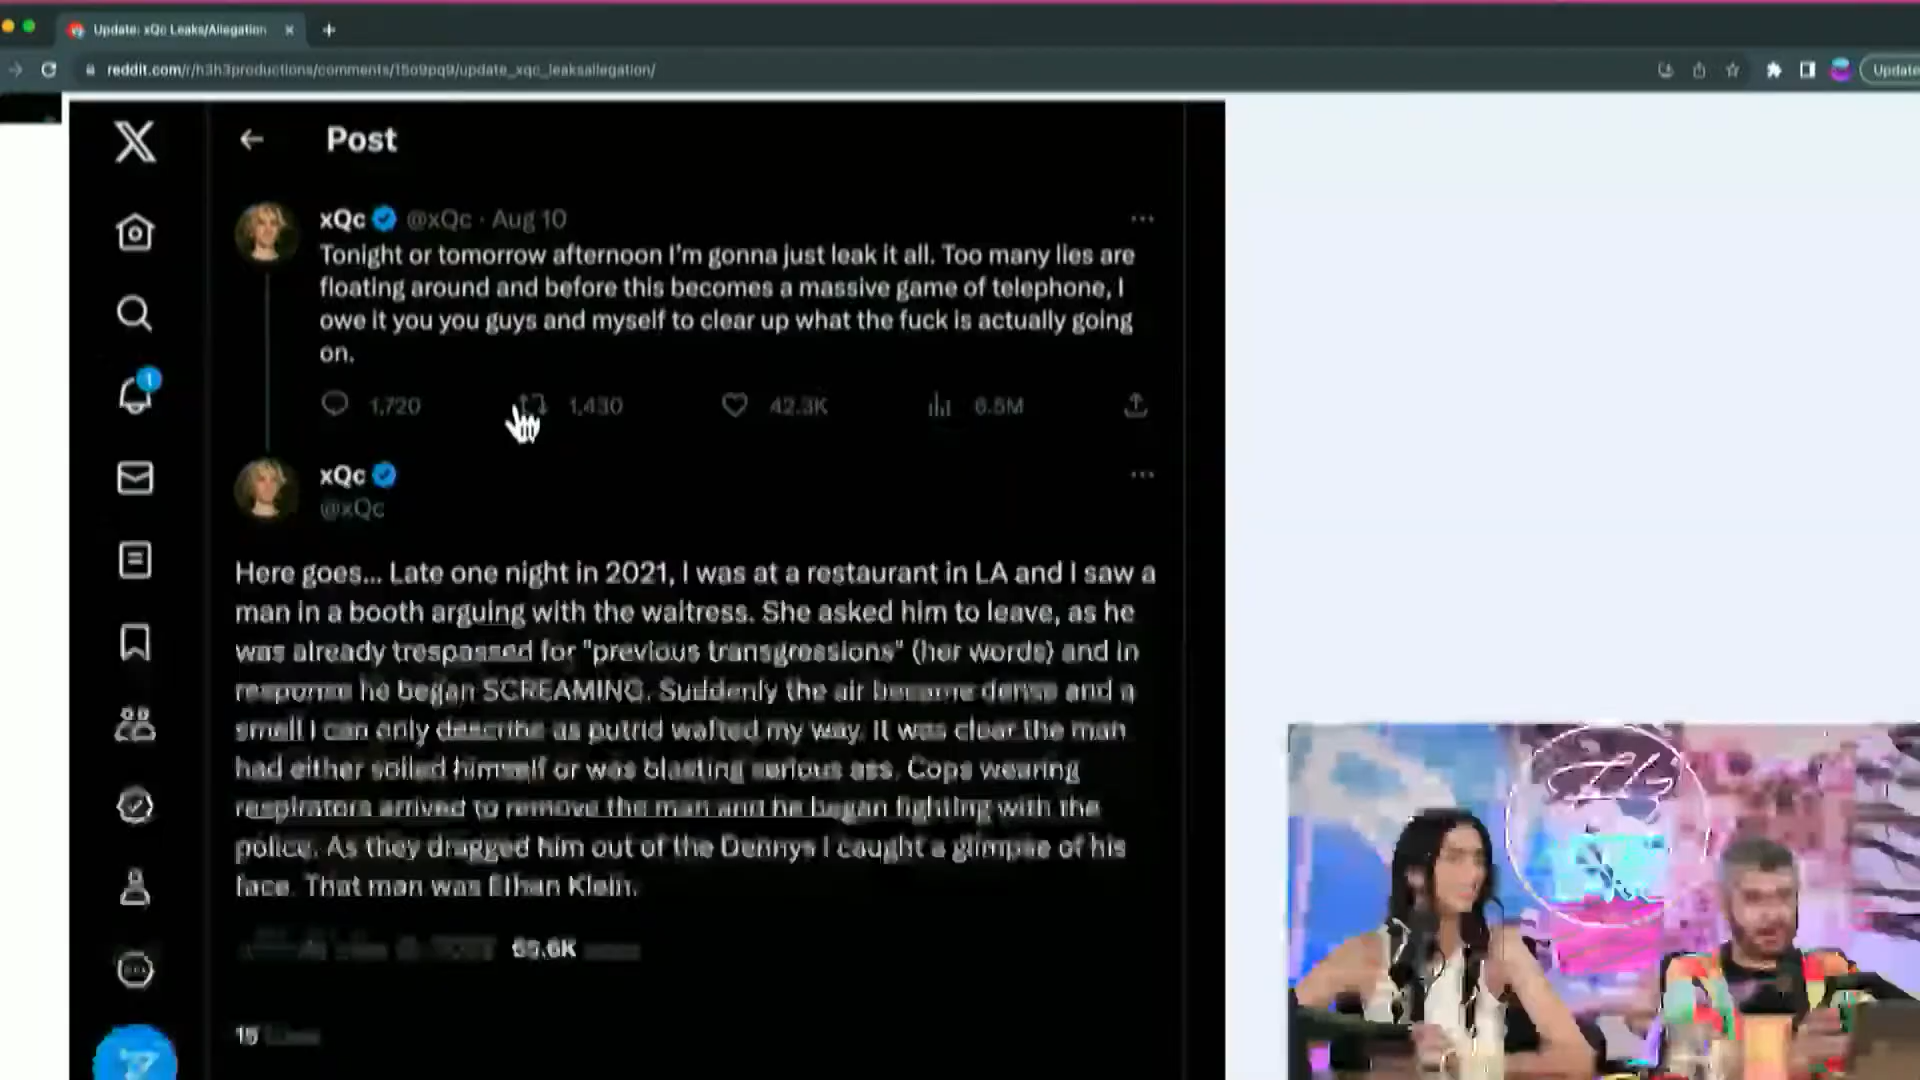 Update: xQc Leaks/Allegation
reddit.com/r/h3h3productions/comments/15o9pq9/update_xqc_leaksallegation/
Update
Post
xQc @xQc · Aug 10
Tonight or tomorrow afternoon I'm gonna just leak it all. Too many lies are
floating around and before this becomes a massive game of telephone, I
owe it you you guys and myself to clear up what the fuck is actually going
on.
1,720 1,430 42.3K 6.5M
1
xQc
@xQc
Here goes... Late one night in 2021, I was at a restaurant in LA and I saw a
man in a booth arguing with the waitress. She asked him to leave, as he
was already trespassed for "previous transgressions" (her words) and in
response he began SCREAMING. Suddenly the air became dense and a
smell I can only describe as putrid wafted my way. It was clear the man
had either soiled himself or was blasting serious ass. Cops wearing
respirators arrived to remove the man and he began fighting with the
police. As they dragged him out of the Dennys I caught a glimpse of his
face. That man was Ethan Klein.